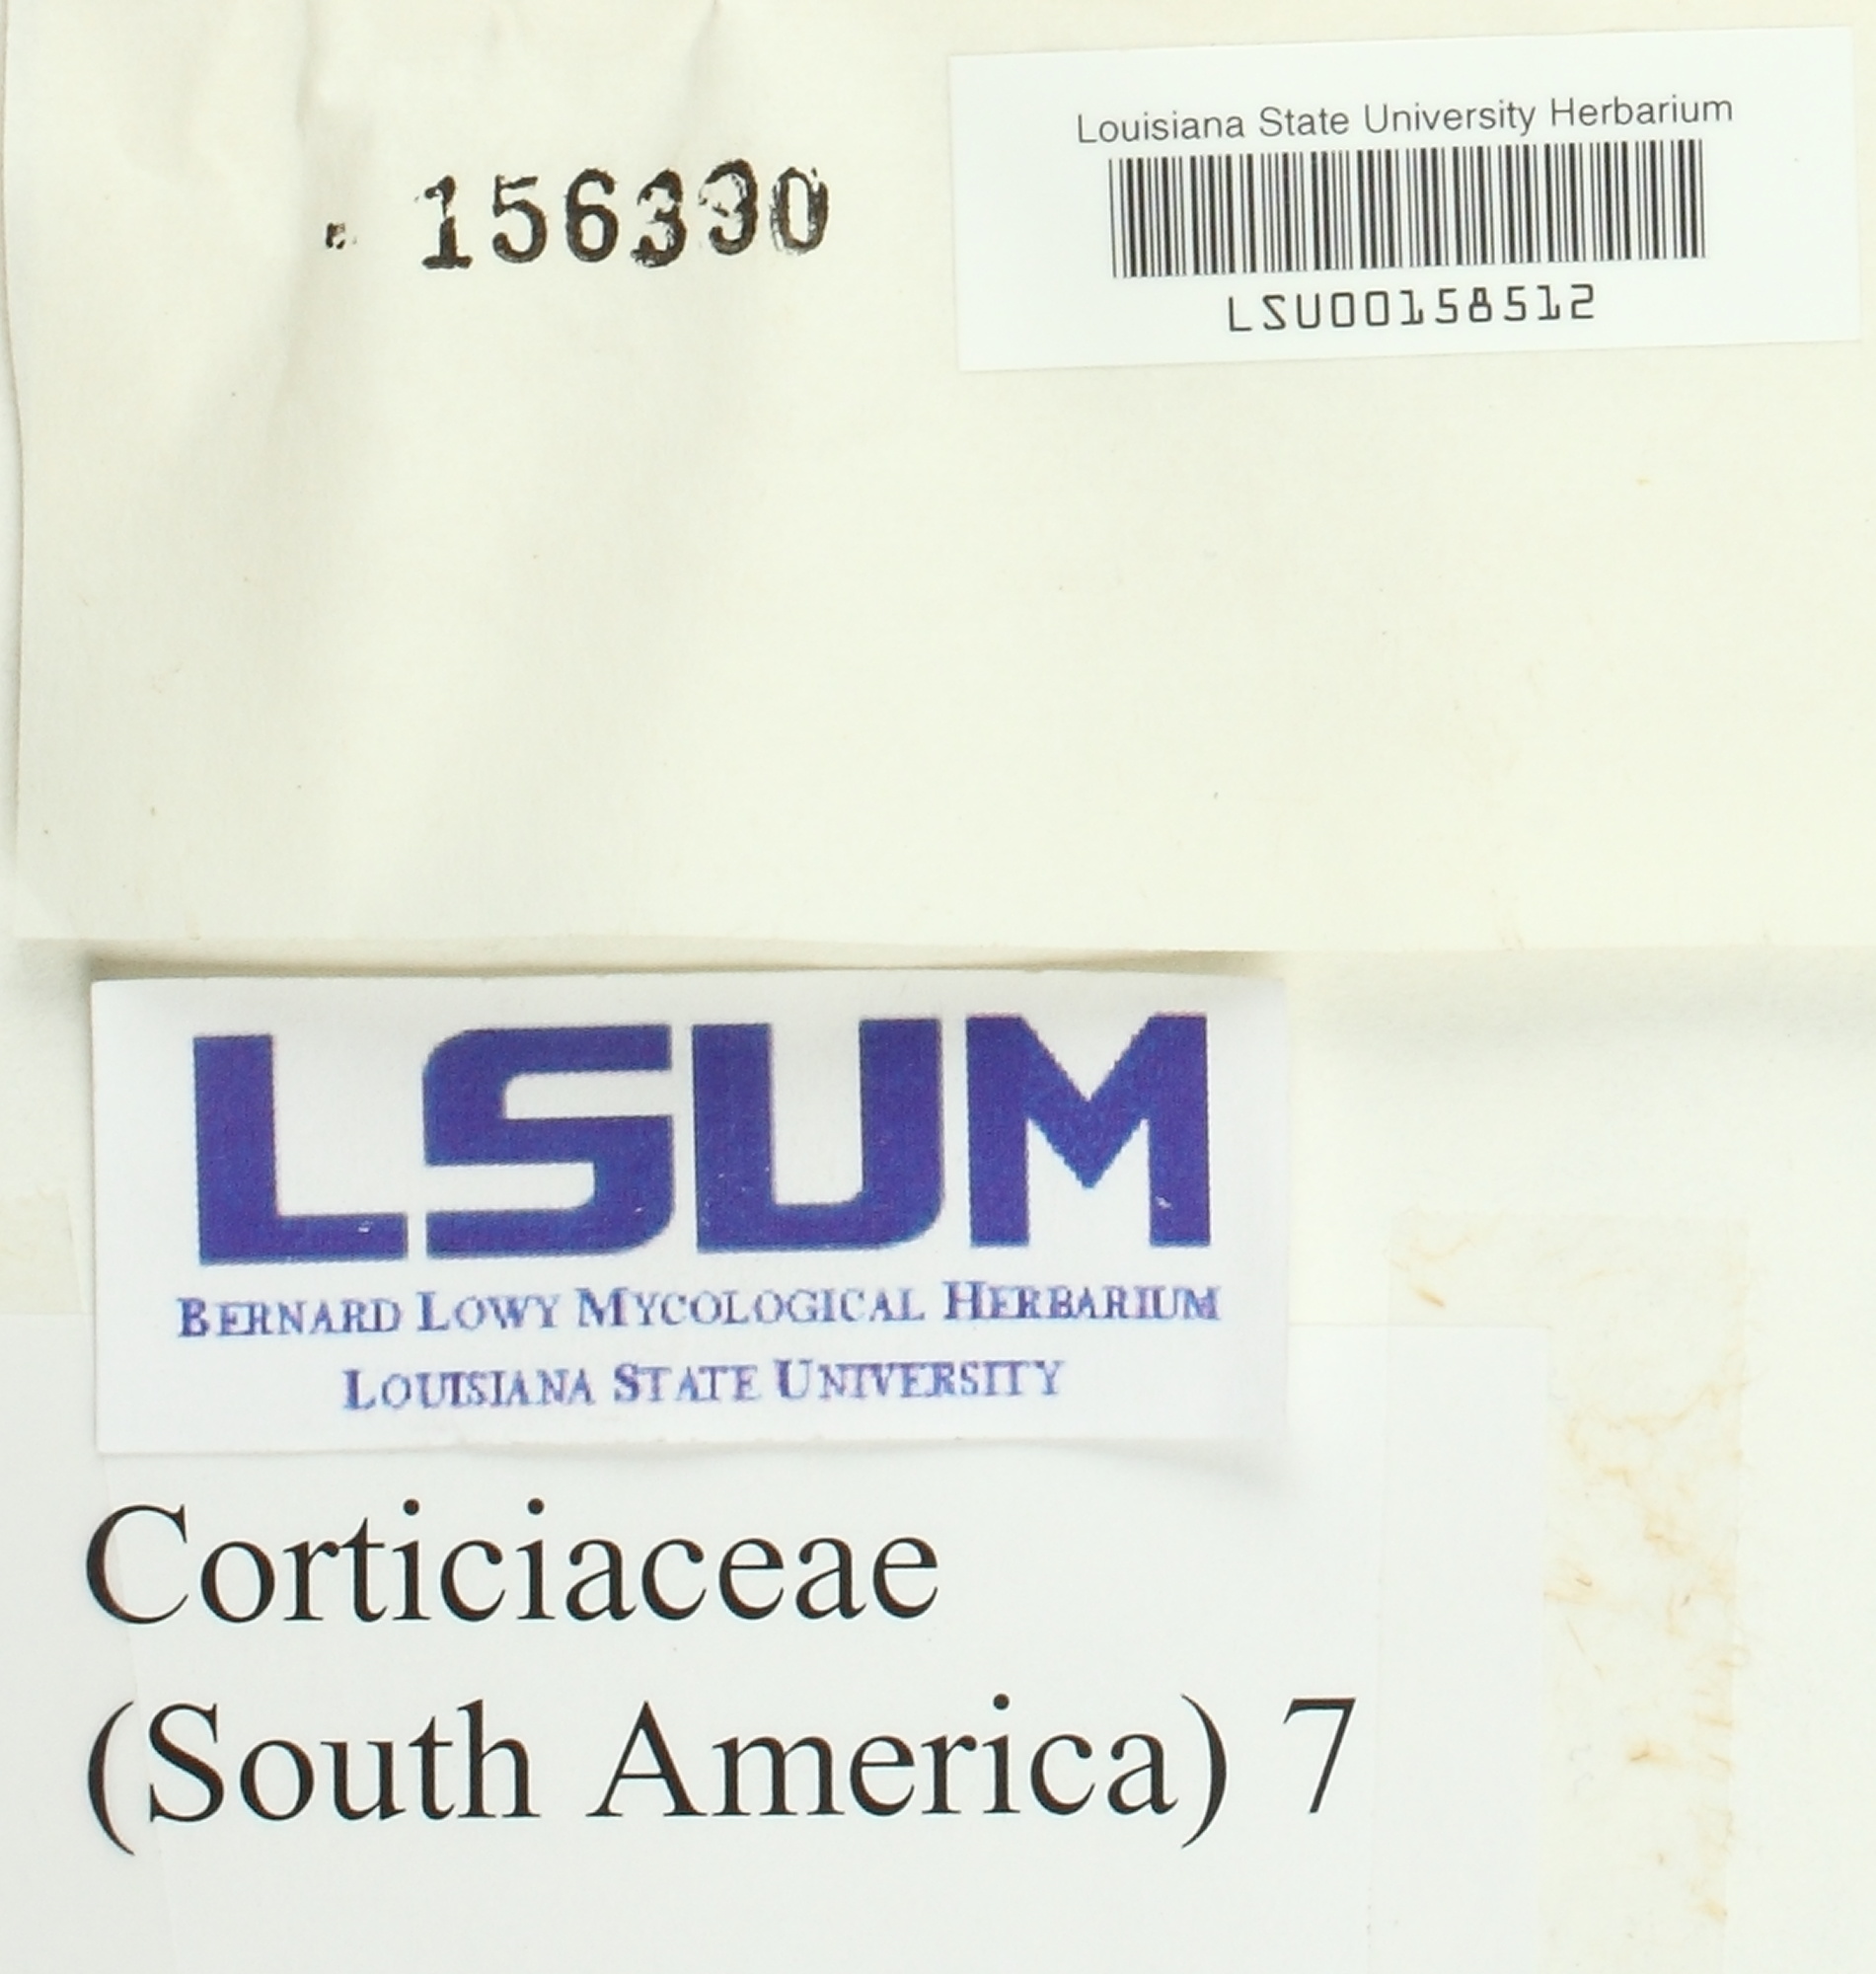 156330
Louisiana State University Herbarium
LSU00158512
LSUM
BERNARD LOWY MYCOLOGICAL HERBARIUM
LOUISIANA STATE UNIVERSITY
Corticiaceae
(South America) 7